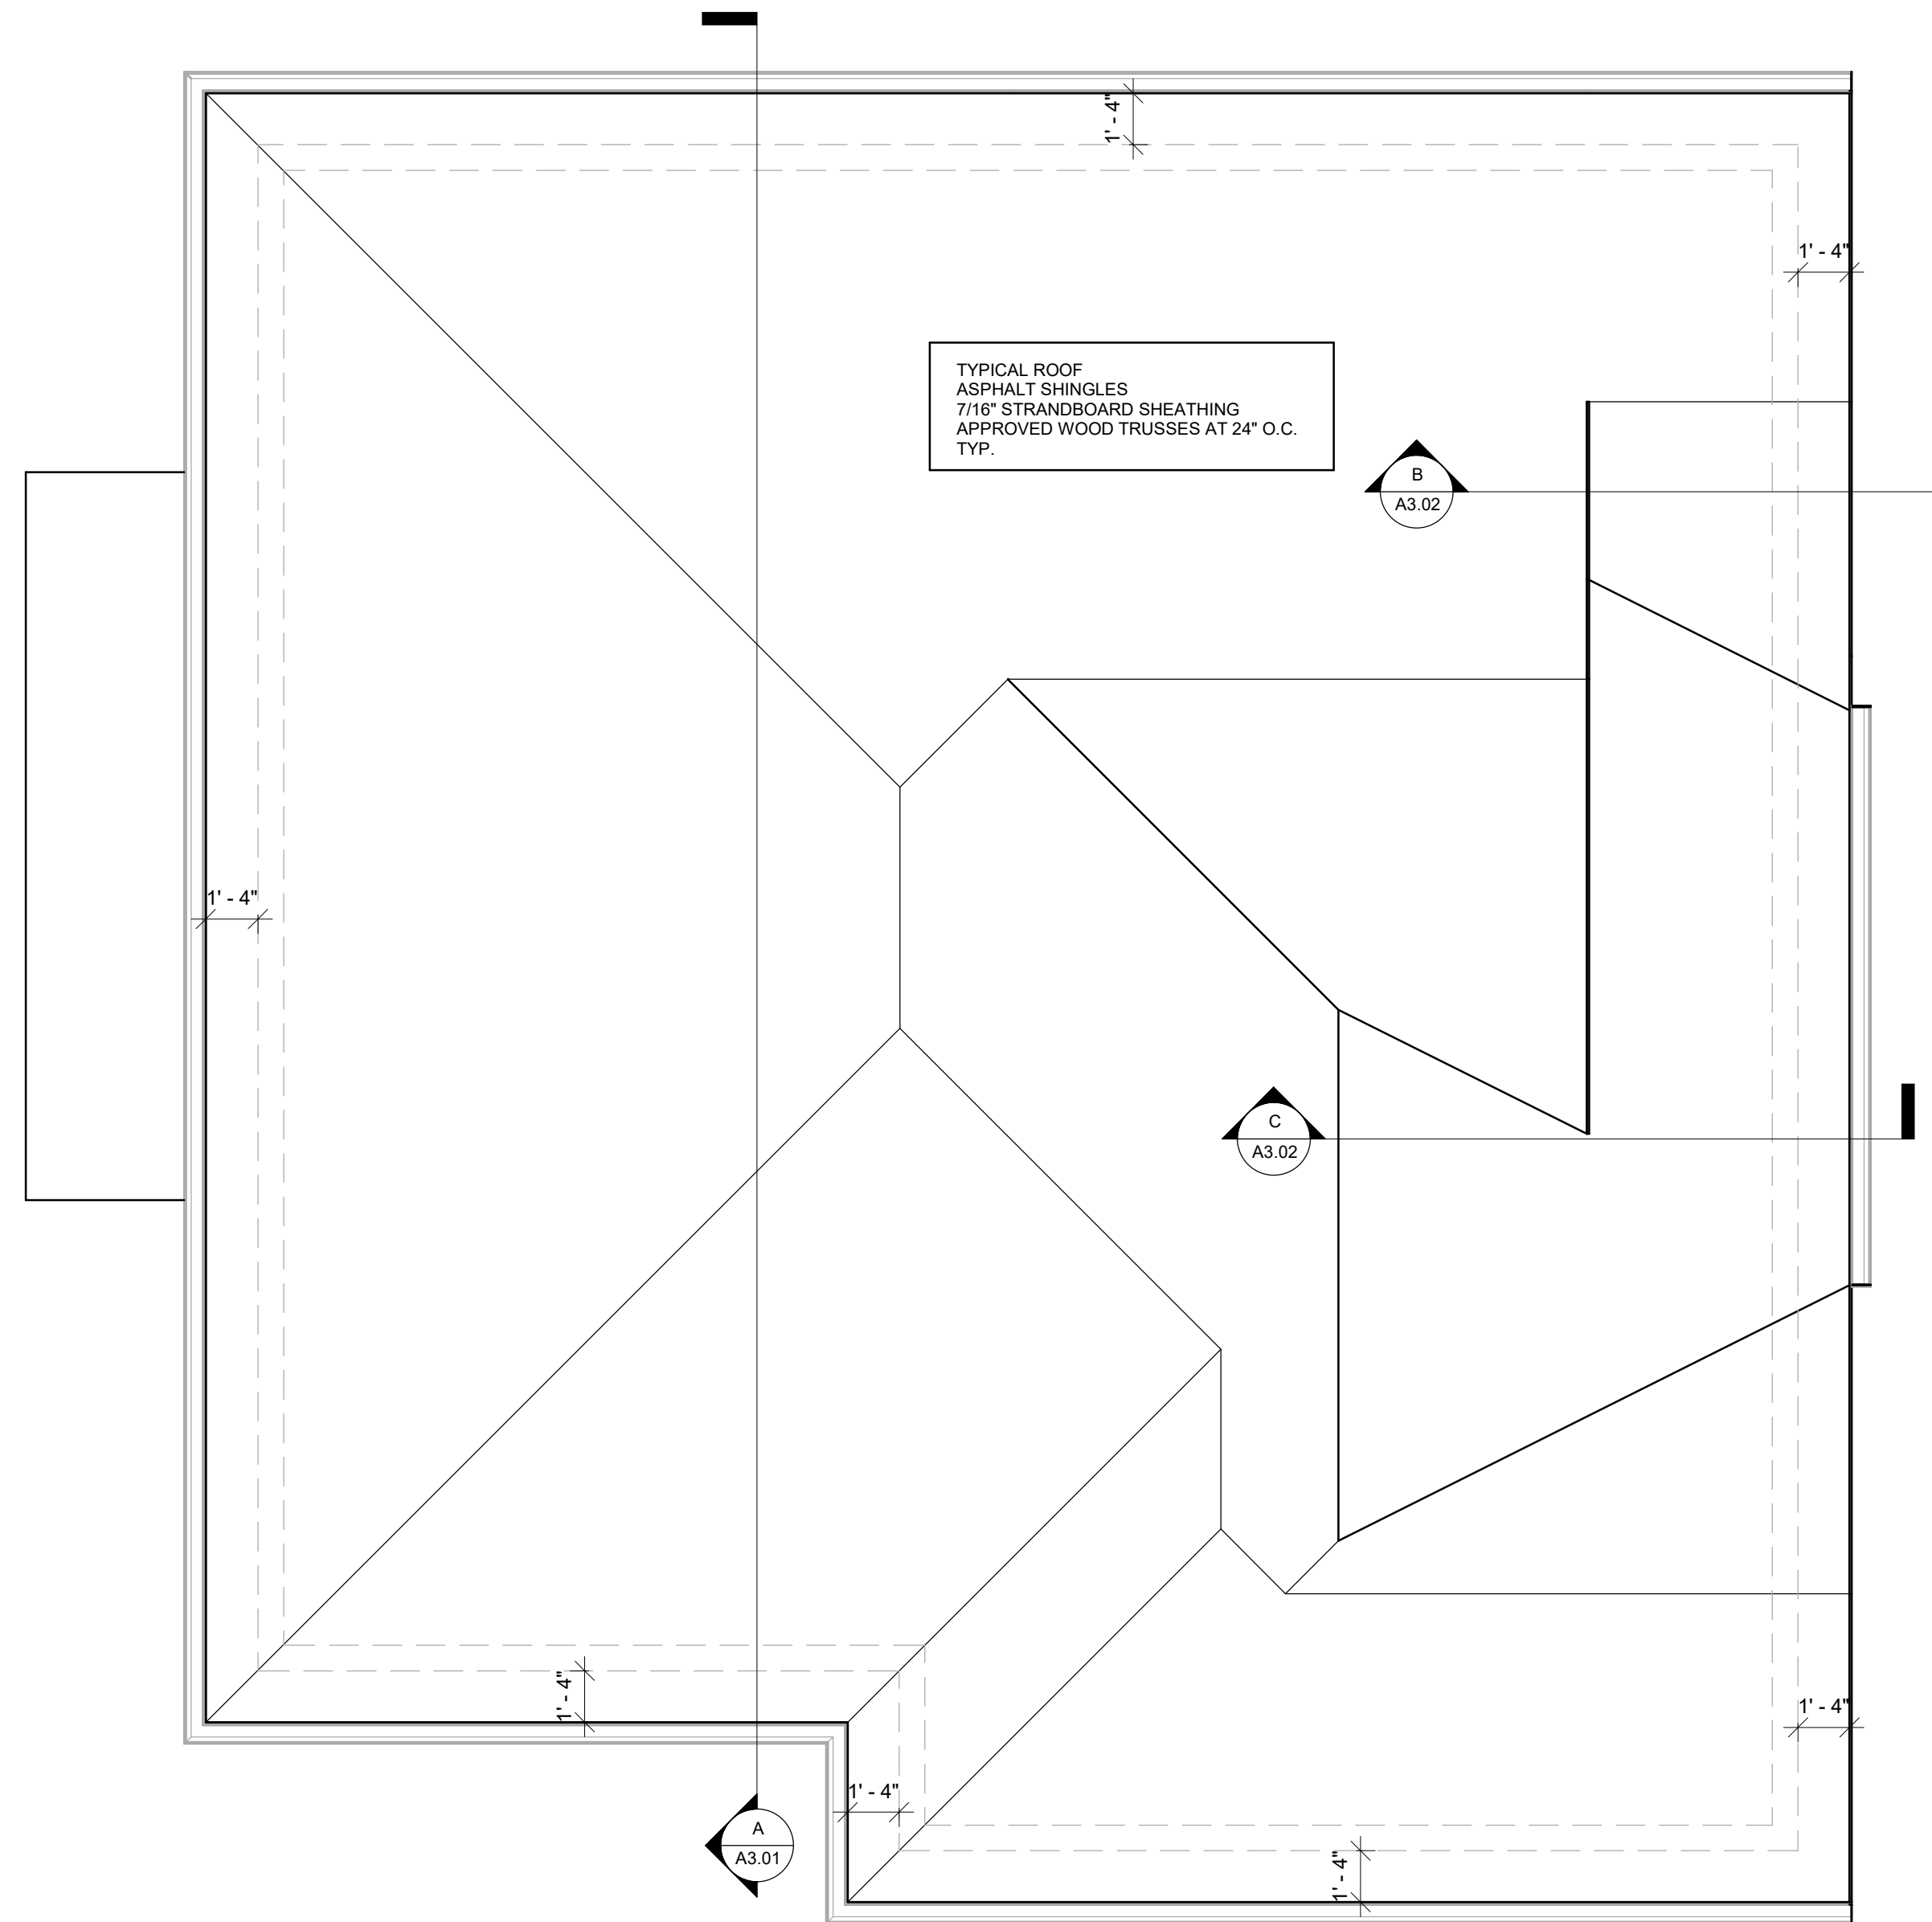 1' - 4"
1' - 4"
TYPICAL ROOF
ASPHALT SHINGLES
7/16" STRANDBOARD SHEATHING
APPROVED WOOD TRUSSES AT 24" O.C.
TYP.
B
A3.02
1' - 4"
C
A3.02
1' - 4"
1' - 4"
1' - 4"
A
A3.01
1' - 4"